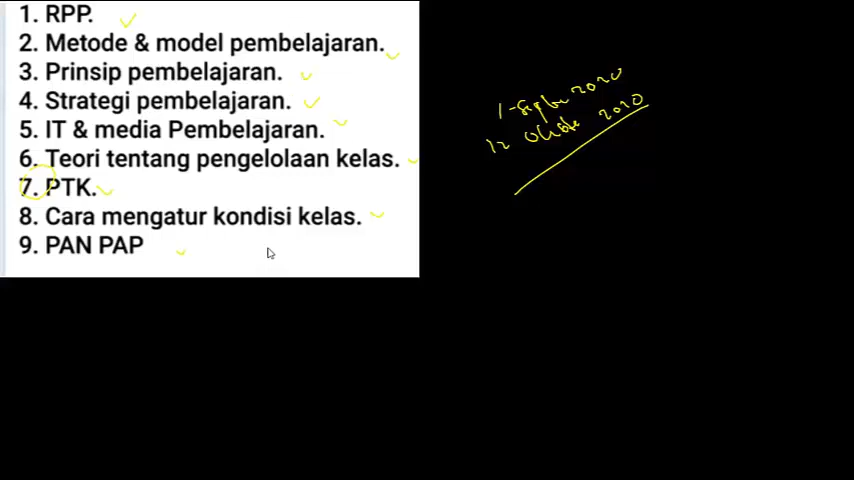 1. RPP.
2. Metode & model pembelajaran.
3. Prinsip pembelajaran.
4. Strategi pembelajaran.
5. IT & media Pembelajaran.
6. Teori tentang pengelolaan kelas.
7. PTK.
8. Cara mengatur kondisi kelas.
9. PAN PAP
2020
12 2020